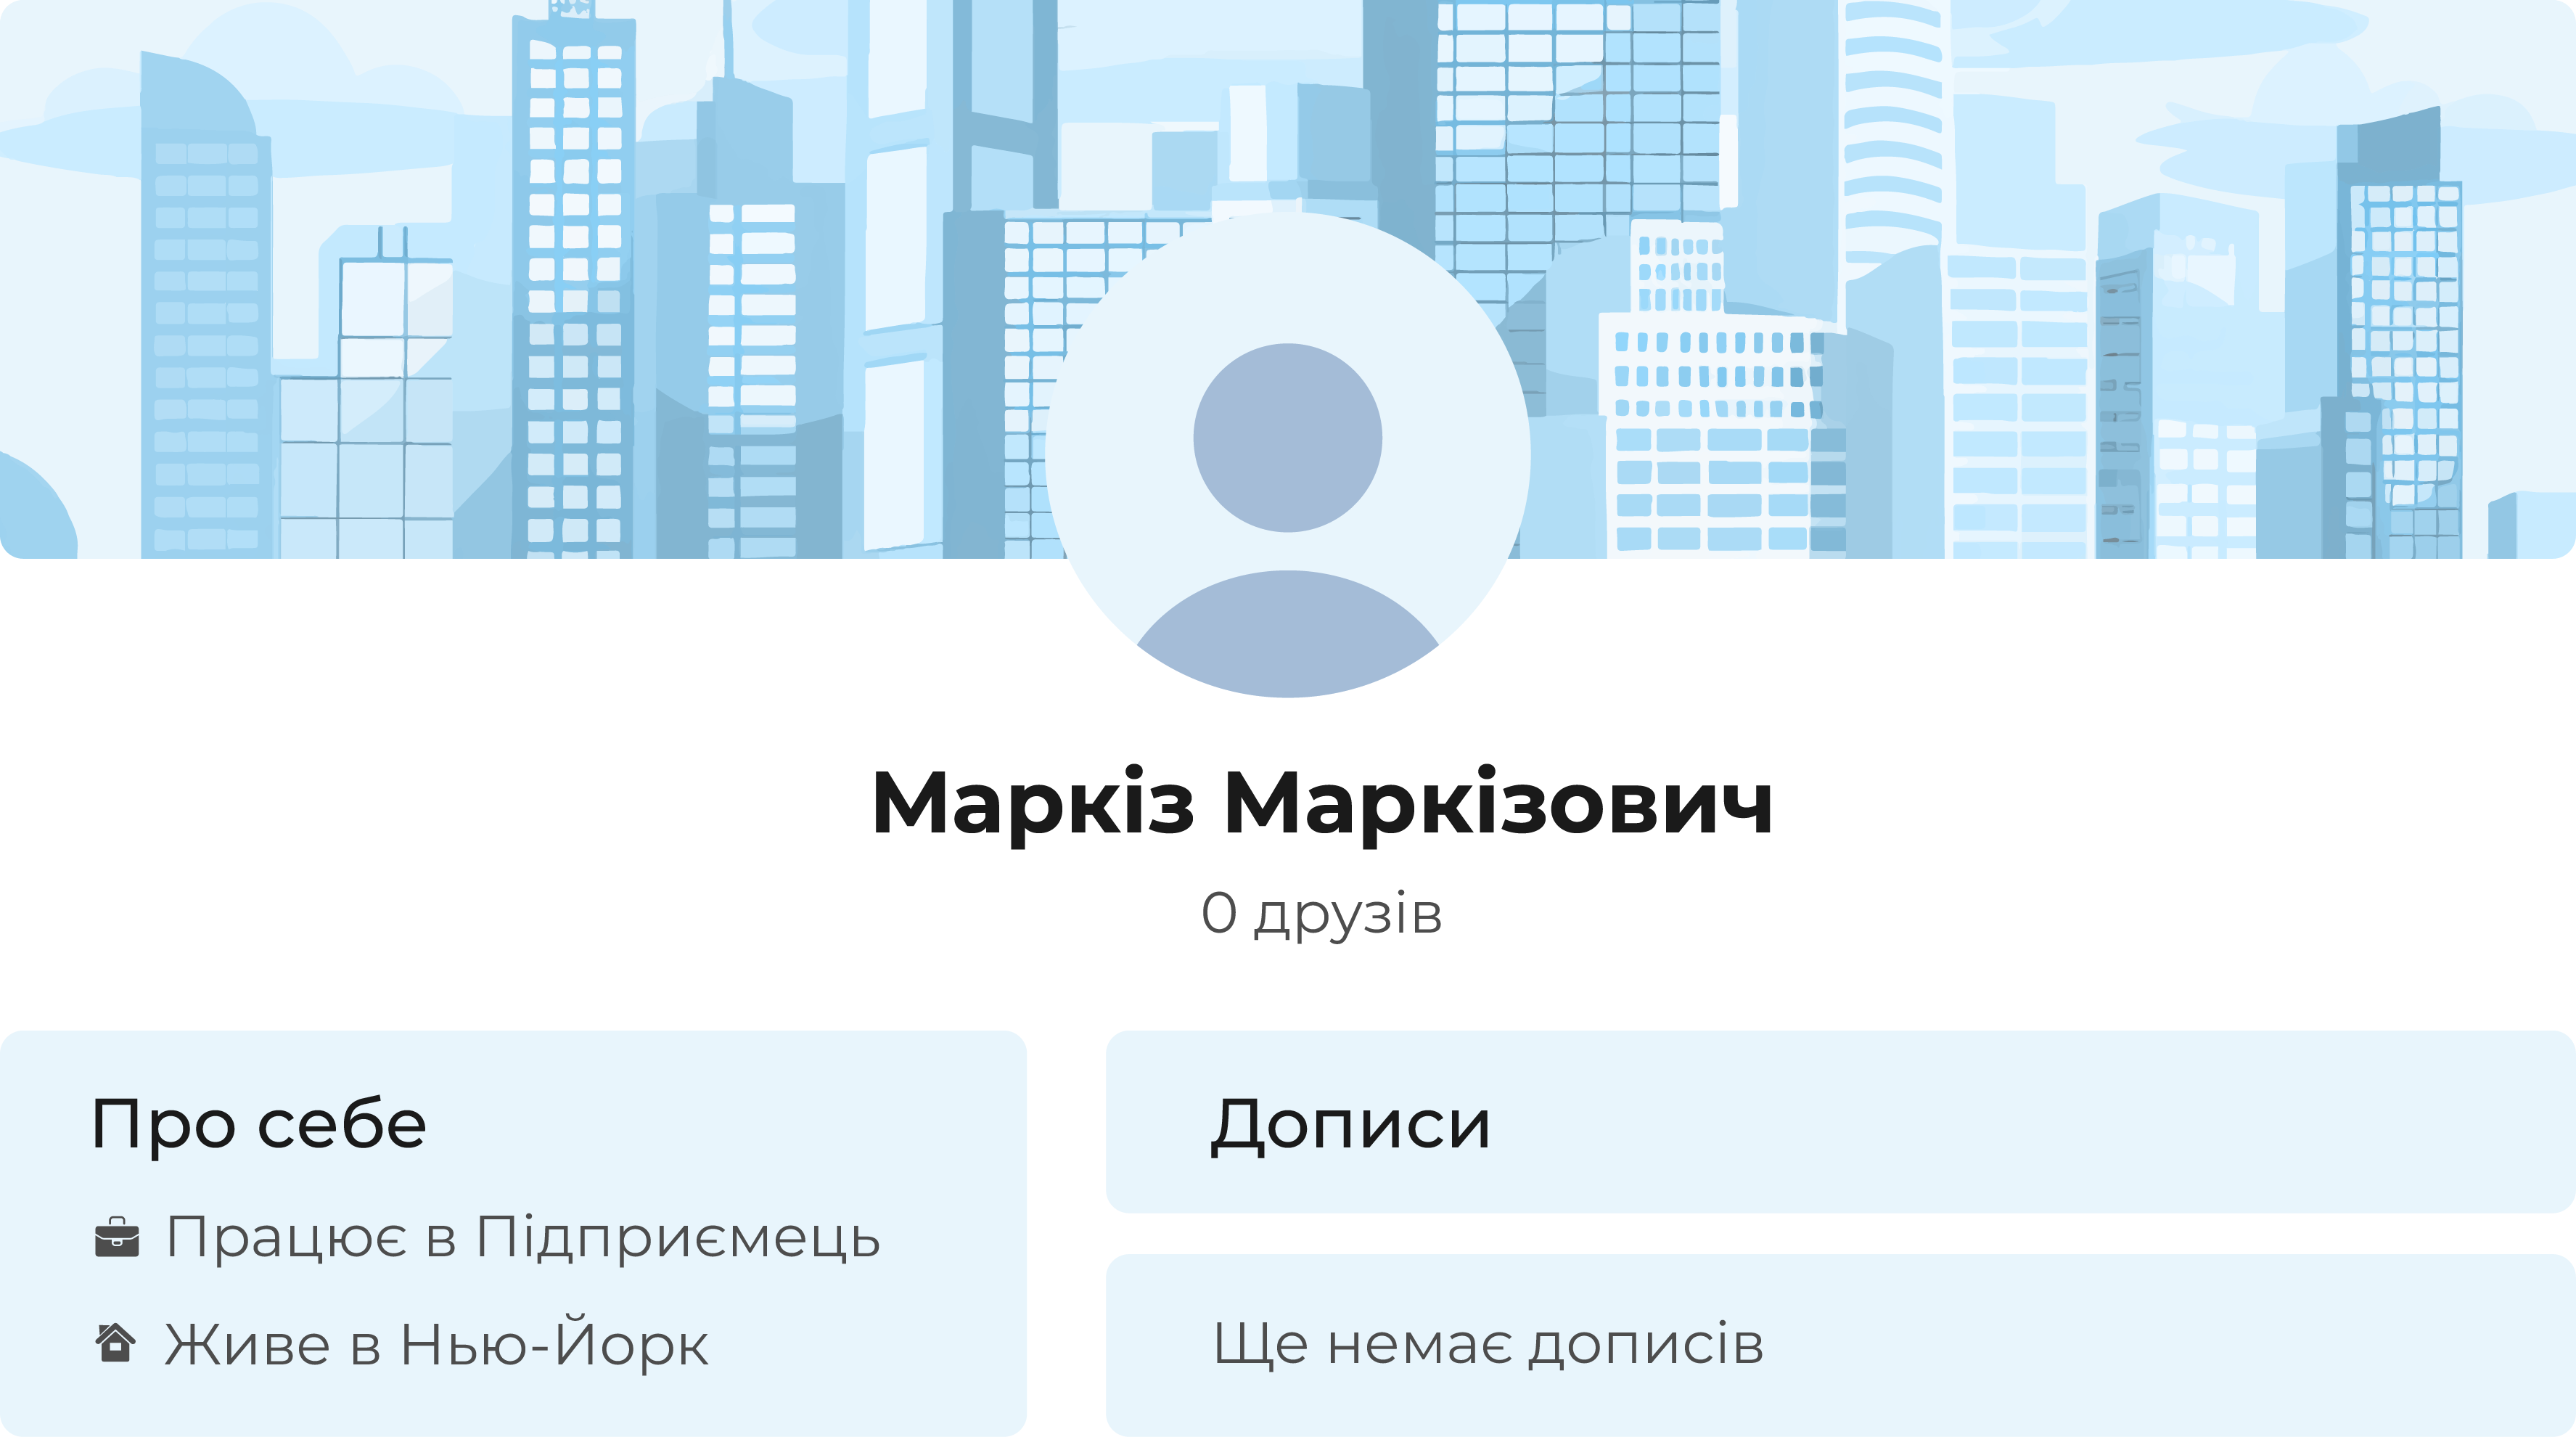 Маркіз Маркізович
0 друзів
Про себе
Працює в Підприємець
Живе в Нью-Йорк
Дописи
Ще немає дописів